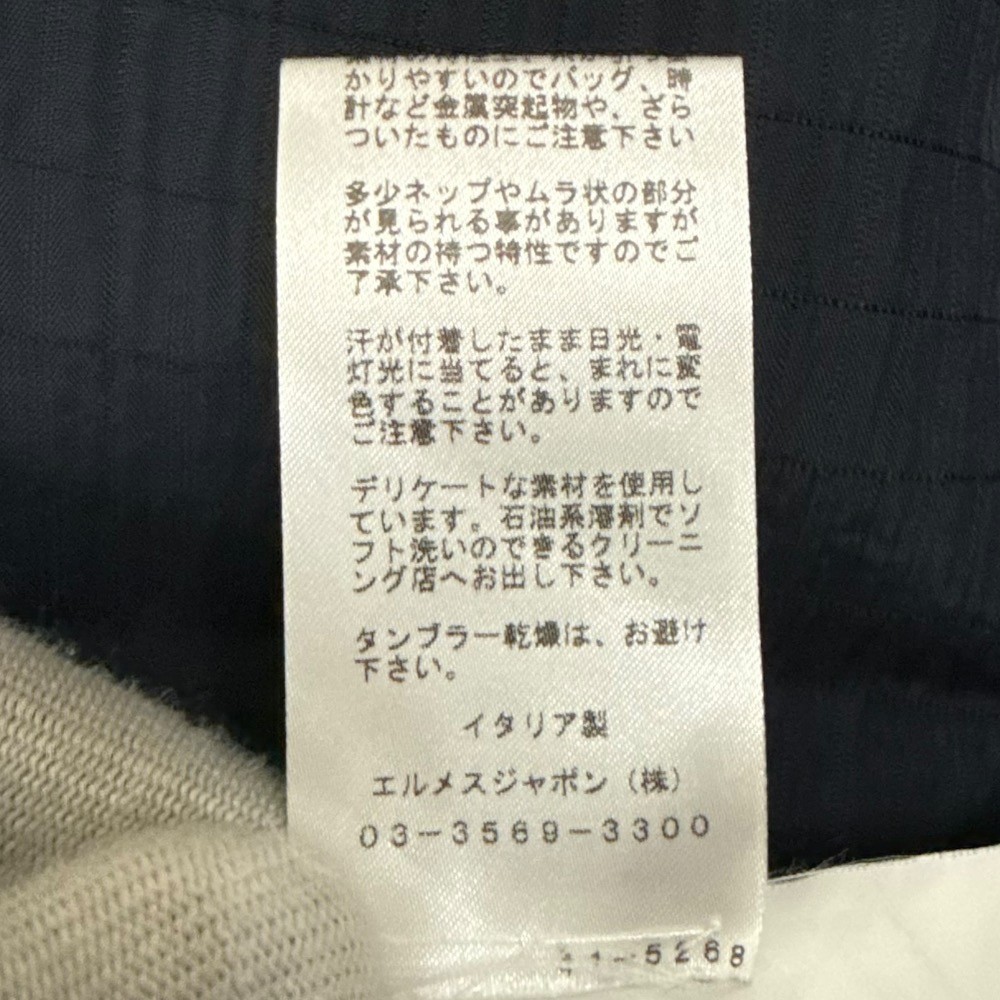 かりやすいのでバッグ、時
計など金属突起物や、ざら
ついたものにご注意下さい
多少ネップやムラ状の部分
が見られる事がありますが
素材の持つ特性ですのでご
了承下さい。
汗が付着したまま日光・電
灯光に当てると、まれに変
色することがありますので
ご注意下さい。
デリケートな素材を使用し
ています。石油系溶剤でソ
フト洗いのできるクリーニ
ング店へお出し下さい。
タンブラー乾燥は、お避け
下さい。
イタリア製
エルメスジャポン（株）
03-3569-3300
5268